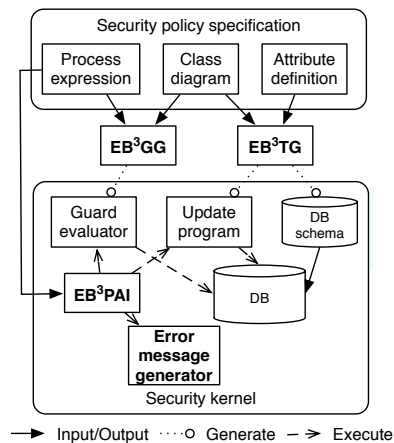 Security policy specification
Process
expression
Class
diagram
Attribute
definition
EB³GG
EB³TG
Guard
evaluator
Update
program
DB
schema
EB³PAI
DB
Error
message
generator
Security kernel
Input/Output
Generate
Execute